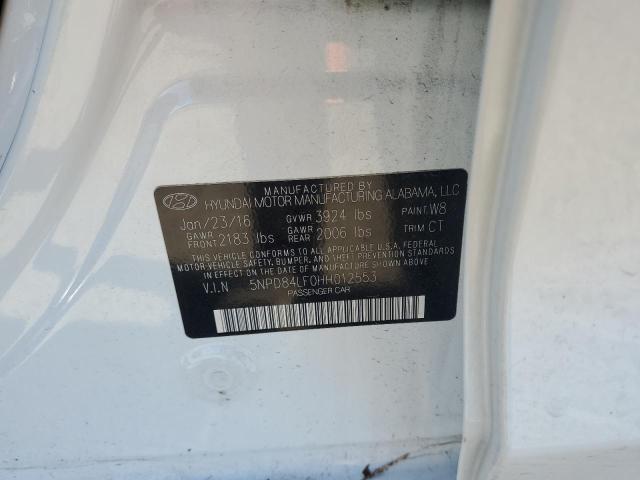 MANUFACTURED BY
HYUNDAI MOTOR MANUFACTURING ALABAMA, LLC
Jan/23/16 GVWR 3924 lbs PAINT W8
GAWR FRONT 2183 lbs GAWR REAR 2006 lbs TRIM CT
THIS VEHICLE CONFORMS TO ALL APPLICABLE U.S.A. FEDERAL
MOTOR VEHICLE SAFETY, BUMPER, AND THEFT PREVENTION STANDARDS
IN EFFECT ON THE DATE OF MANUFACTURE SHOWN ABOVE.
V.I.N 5NPD84LF0HH012553
PASSENGER CAR